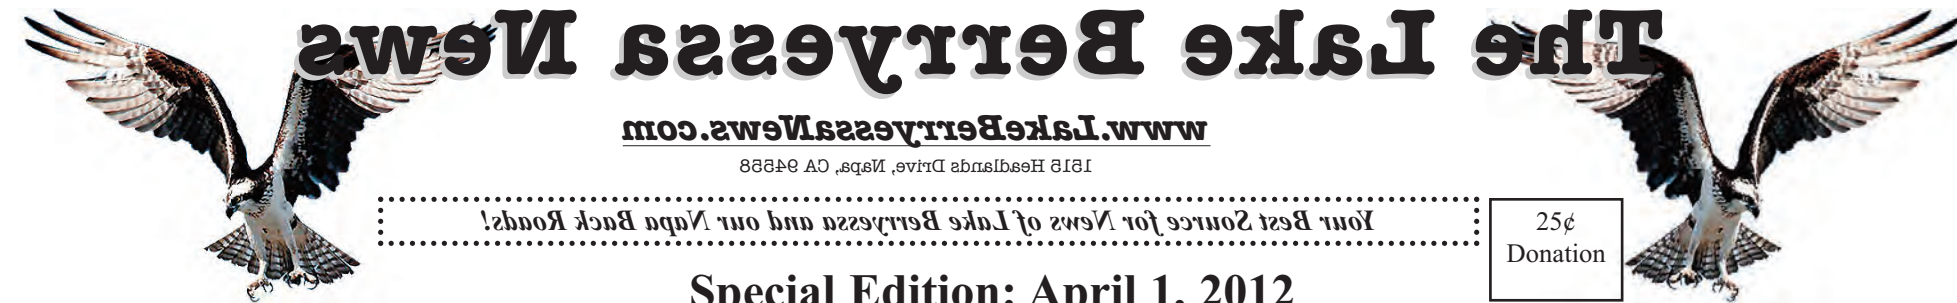 The Lake Berryessa News
www.LakeBerryessaNews.com
1515 Headlands Drive, Napa, CA 94558
Your Best Source for News of Lake Berryessa and our Napa Back Roads!
25¢
Donation
Special Edition: April 1, 2012